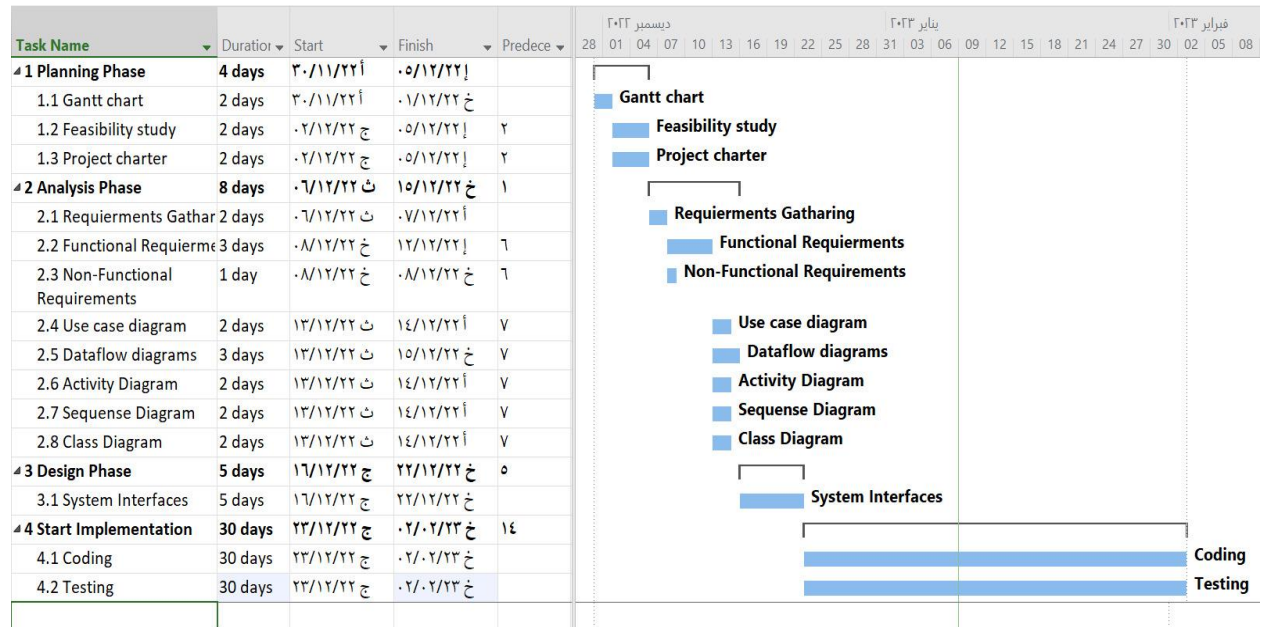 ديسمبر ٢٠٢٢ يناير ٢٠٢٣ فبراير ٢٠٢٣
Task Name Duration Start Finish Predece 28 01 04 07 10 13 16 19 22 25 28 31 03 06 09 12 15 18 21 24 27 30 02 05 08
1 Planning Phase 4 days أ ٣٠/١١/٢٢ إ ٠٥/١٢/٢٢
1.1 Gantt chart 2 days أ ٣٠/١١/٢٢ خ ٠١/١٢/٢٢ Gantt chart
1.2 Feasibility study 2 days ج ٠٢/١٢/٢٢ إ ٠٥/١٢/٢٢ ٢ Feasibility study
1.3 Project charter 2 days ج ٠٢/١٢/٢٢ إ ٠٥/١٢/٢٢ ٢ Project charter
2 Analysis Phase 8 days ث ٠٦/١٢/٢٢ خ ١٥/١٢/٢٢ ١
2.1 Requierments Gathar 2 days ث ٠٦/١٢/٢٢ أ ٠٧/١٢/٢٢ Requierments Gatharing
2.2 Functional Requierme 3 days خ ٠٨/١٢/٢٢ إ ١٢/١٢/٢٢ ٦ Functional Requierments
2.3 Non-Functional 1 day خ ٠٨/١٢/٢٢ خ ٠٨/١٢/٢٢ ٦ Non-Functional Requirements
Requirements
2.4 Use case diagram 2 days ث ١٣/١٢/٢٢ أ ١٤/١٢/٢٢ ٧ Use case diagram
2.5 Dataflow diagrams 3 days ث ١٣/١٢/٢٢ خ ١٥/١٢/٢٢ ٧ Dataflow diagrams
2.6 Activity Diagram 2 days ث ١٣/١٢/٢٢ أ ١٤/١٢/٢٢ ٧ Activity Diagram
2.7 Sequense Diagram 2 days ث ١٣/١٢/٢٢ أ ١٤/١٢/٢٢ ٧ Sequense Diagram
2.8 Class Diagram 2 days ث ١٣/١٢/٢٢ أ ١٤/١٢/٢٢ ٧ Class Diagram
3 Design Phase 5 days ج ١٦/١٢/٢٢ خ ٢٢/١٢/٢٢ ٥
3.1 System Interfaces 5 days ج ١٦/١٢/٢٢ خ ٢٢/١٢/٢٢ System Interfaces
4 Start Implementation 30 days ج ٢٣/١٢/٢٢ خ ٠٢/٠٢/٢٣ ١٤
4.1 Coding 30 days ج ٢٣/١٢/٢٢ خ ٠٢/٠٢/٢٣ Coding
4.2 Testing 30 days ج ٢٣/١٢/٢٢ خ ٠٢/٠٢/٢٣ Testing